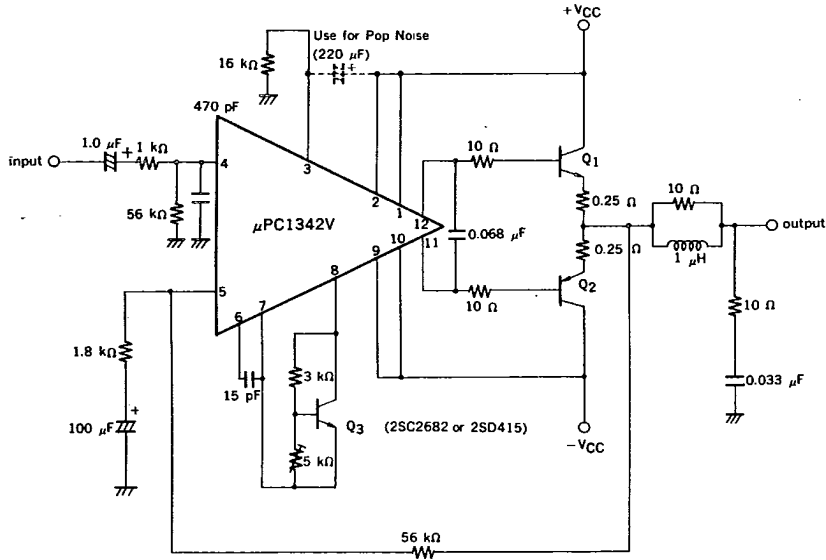 +VCC
Use for Pop Noise
(220 μF)
+
16 kΩ
470 pF
1.0 μF
+
1 kΩ
input
4
3
56 kΩ
μPC1342V
2
1
12
11
10
9
8
7
6
5
10 Ω
Q1
0.25 Ω
0.068 μF
0.25 Ω
10 Ω
Q2
10 Ω
1 μH
output
10 Ω
0.033 μF
1.8 kΩ
+
100 μF
15 pF
3 kΩ
Q3
(2SC2682 or 2SD415)
5 kΩ
−VCC
56 kΩ